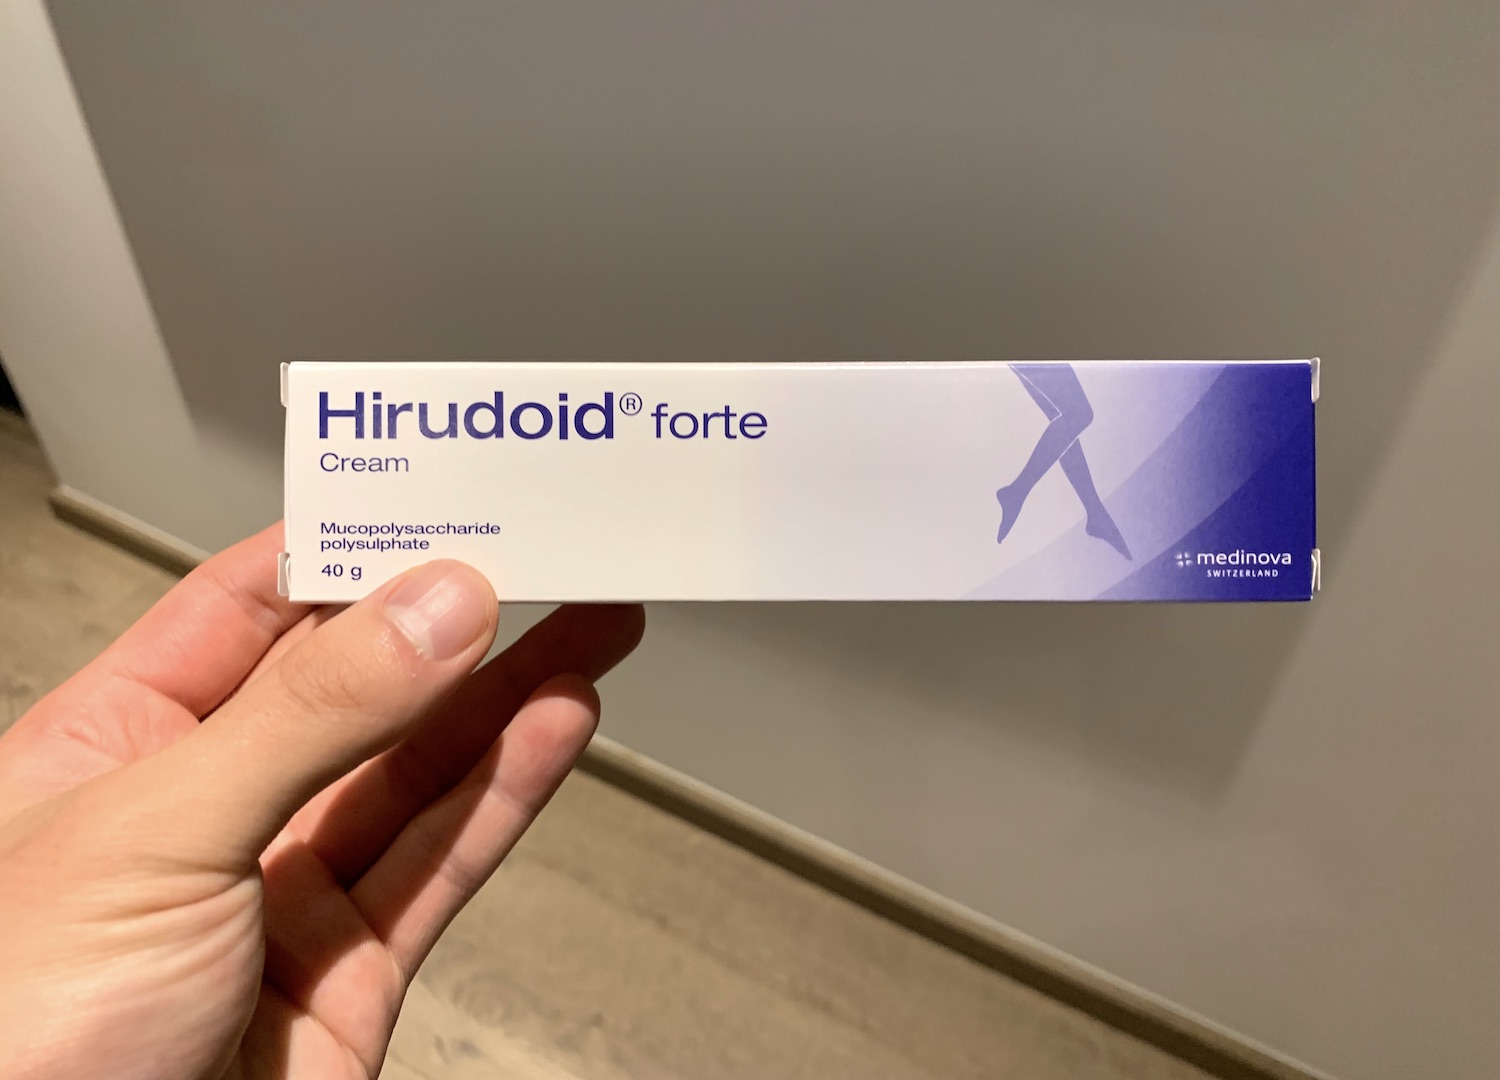 Hirudoid® forte
Cream
Mucopolysaccharide
polysulphate
40 g
medinova
SWITZERLAND